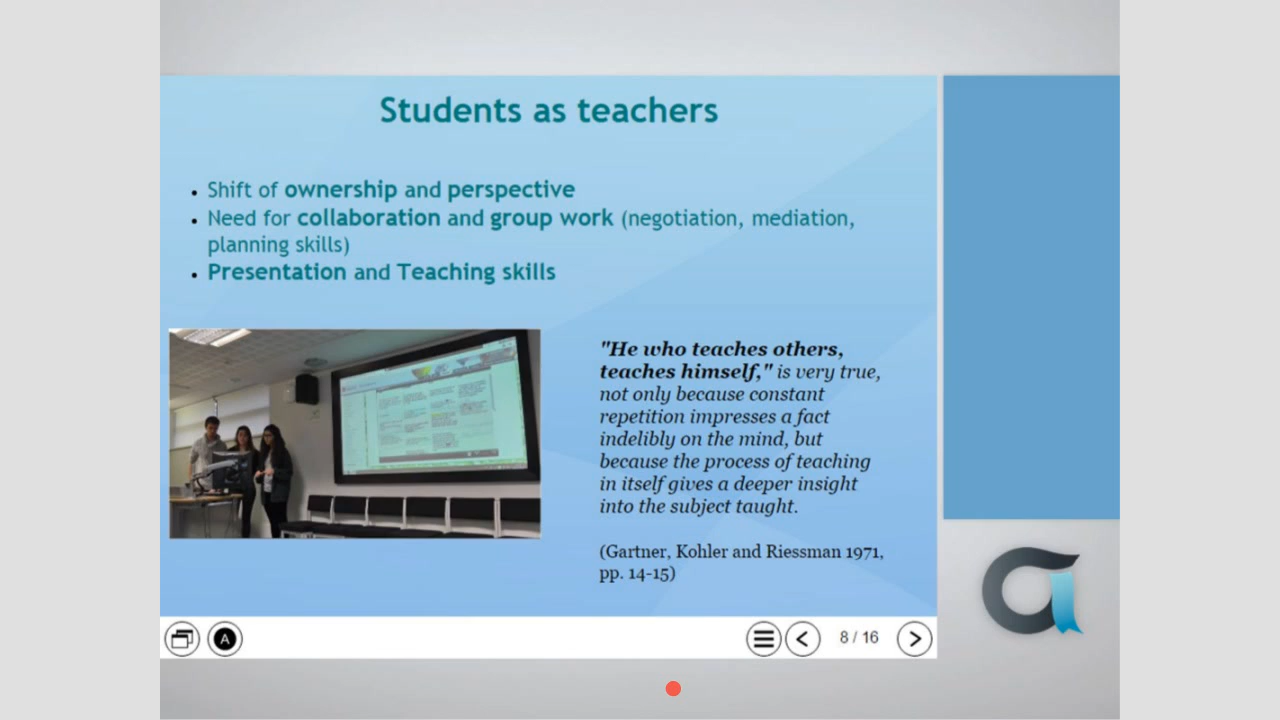 Students as teachers
• Shift of ownership and perspective
• Need for collaboration and group work (negotiation, mediation,
planning skills)
• Presentation and Teaching skills
"He who teaches others,
teaches himself," is very true,
not only because constant
repetition impresses a fact
indelibly on the mind, but
because the process of teaching
in itself gives a deeper insight
into the subject taught.
(Gartner, Kohler and Riessman 1971,
pp. 14-15)
A
8 / 16